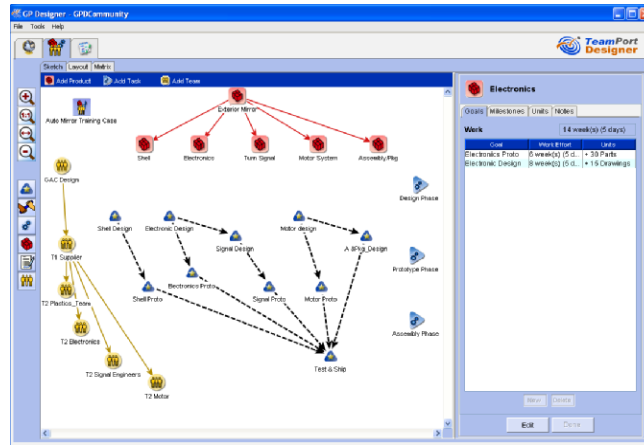 GP Designer - GPDCommunity
File Tools Help
TeamPort
Designer
Sketch Layout Matrix
Add Product Add Task Add Team
Exterior Mirror
Auto Mirror Training Case
Shell Electronics Turn Signal Motor System Assembly Pkg
GAC Design
Design Phase
Shell Design Electronic Design Signal Design Motor design
T1 Supplier
Prototype Phase
Shell Proto Electronics Proto Signal Proto Motor Proto
T2 Plastics_Team
Assembly Phase
T2 Electronics
Test & Ship
T2 Signal Engineers
T2 Motor
Electronics
Goals Milestones Units Notes
Work 14 week(s) (5 days)
Goal Work Effort Units
Electronics Proto 6 week(s) (5 d... • 38 Parts
Electronic Design 8 week(s) (5 d... • 15 Drawings
New Delete
Edit Done